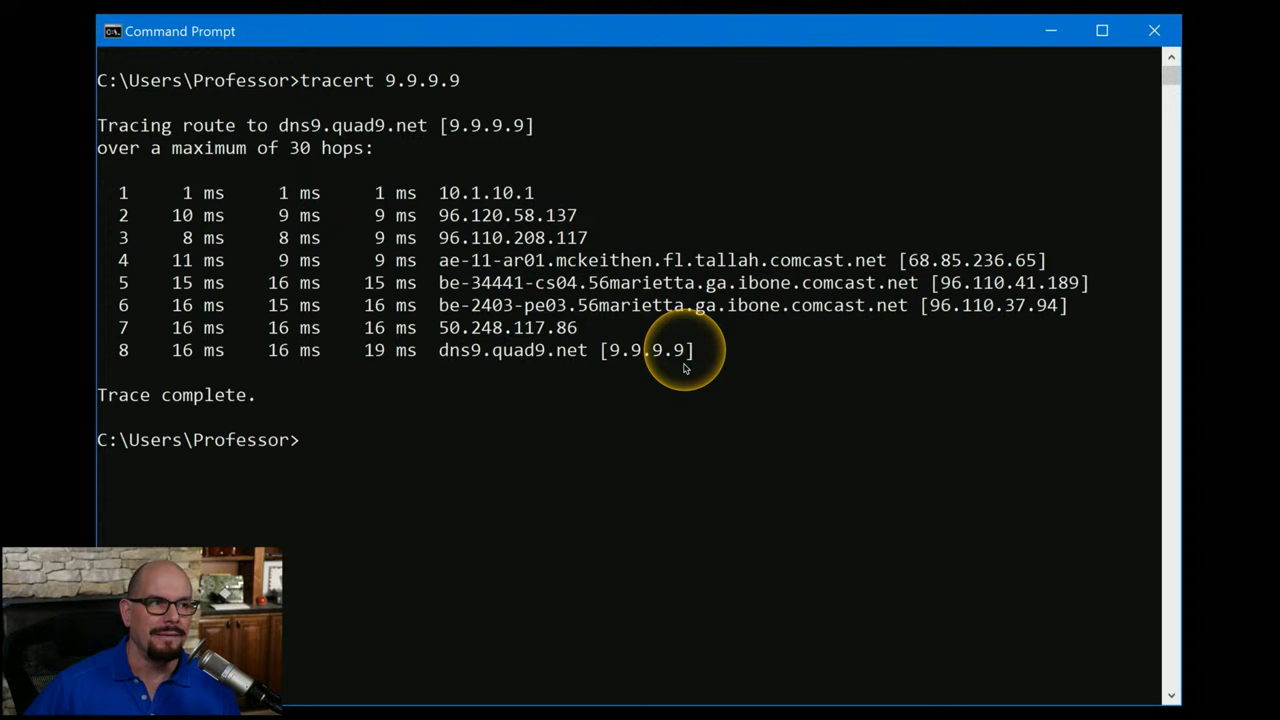 Command Prompt
C:\Users\Professor>tracert 9.9.9.9
Tracing route to dns9.quad9.net [9.9.9.9]
over a maximum of 30 hops:
1 1 ms 1 ms 1 ms 10.1.10.1
2 10 ms 9 ms 9 ms 96.120.58.137
3 8 ms 8 ms 9 ms 96.110.208.117
4 11 ms 9 ms 9 ms ae-11-ar01.mckeithen.fl.tallah.comcast.net [68.85.236.65]
5 15 ms 16 ms 15 ms be-34441-cs04.56marietta.ga.ibone.comcast.net [96.110.41.189]
6 16 ms 15 ms 16 ms be-2403-pe03.56marietta.ga.ibone.comcast.net [96.110.37.94]
7 16 ms 16 ms 16 ms 50.248.117.86
8 16 ms 16 ms 19 ms dns9.quad9.net [9.9.9.9]
Trace complete.
C:\Users\Professor>